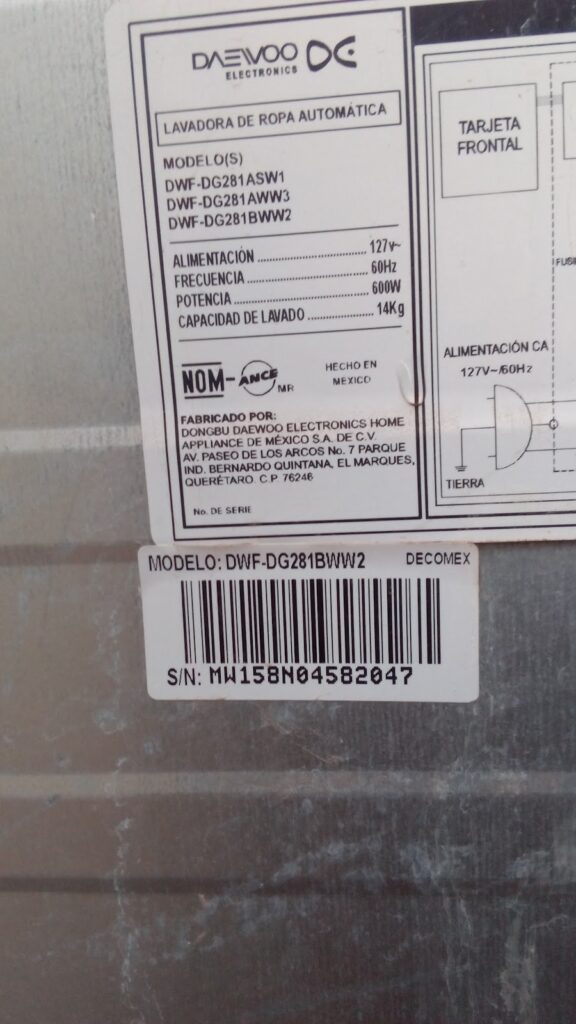 DAEWOO
ELECTRONICS
LAVADORA DE ROPA AUTOMÁTICA
MODELO(S)
DWF-DG281ASW1
DWF-DG281AWW3
DWF-DG281BWW2
ALIMENTACIÓN .......................... 127v~
FRECUENCIA .............................. 60Hz
POTENCIA ................................. 600W
CAPACIDAD DE LAVADO ............... 14Kg
NOM-ANCE MR
HECHO EN
MEXICO
FABRICADO POR:
DONGBU DAEWOO ELECTRONICS HOME
APPLIANCE DE MÉXICO S.A. DE C.V.
AV. PASEO DE LOS ARCOS No. 7 PARQUE
IND. BERNARDO QUINTANA, EL MARQUES,
QUERÉTARO. C.P. 76246
No. DE SERIE
TARJETA
FRONTAL
FUSI
ALIMENTACIÓN CA
127V~/60Hz
TIERRA
MODELO: DWF-DG281BWW2 DECOMEX
S/N: MW158N04582047